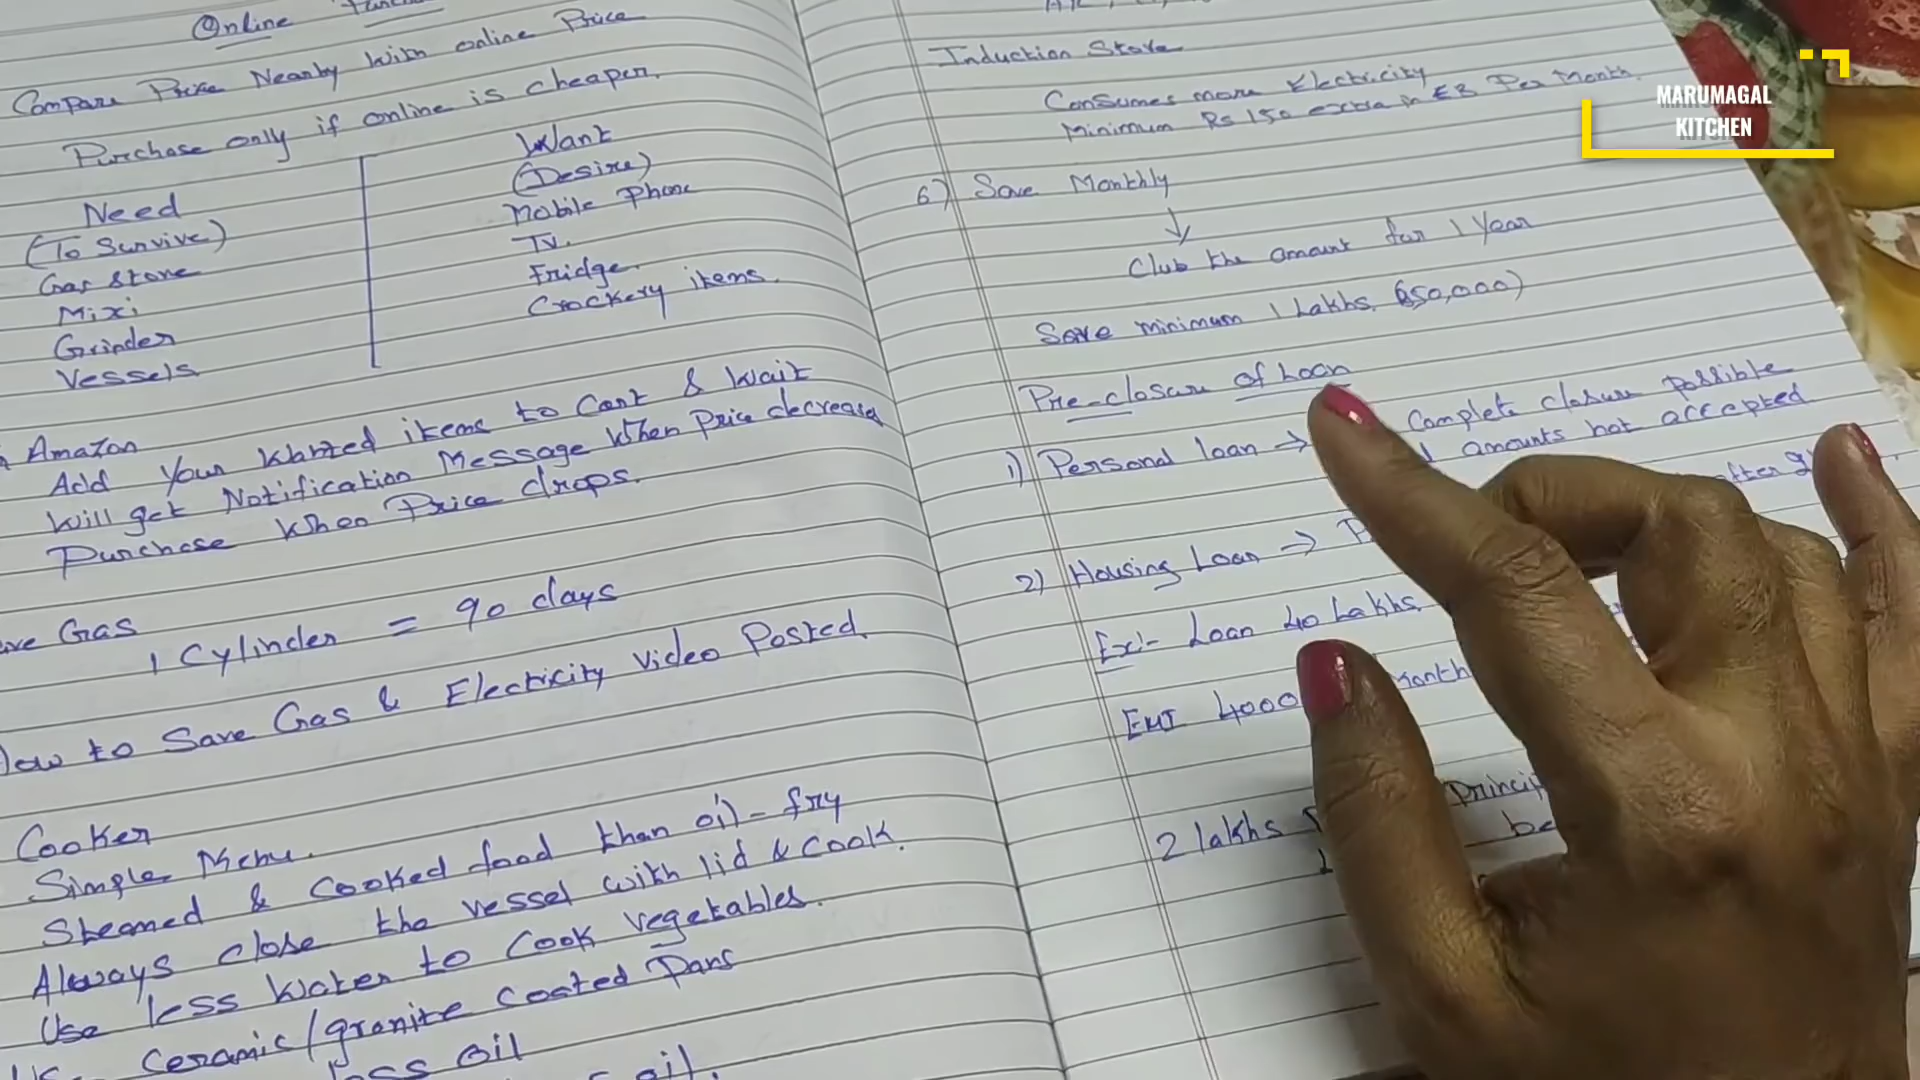 Online
Compare Price Nearby With online Price
Purchase only if online is cheaper.
Need
(To Survive)
Gas Stove
Mixi
Grinder
Vessels
Want
(Desire)
Mobile Phone
Tv.
Fridge.
Crockery items.
Amazon
Add your wanted items to Cart & Wait
Will get Notification Message When Price decrease
Purchase when Price drops.
Gas
1 Cylinder = 90 days
to Save Gas & Electricity video Posted.
Cooker
Simple Menu.
Steamed & Cooked food than oil-fry
Always close the vessel with lid & cook.
Use less Water to Cook vegetables.
Ceramic/granite coated Pans
oil
oil.
Induction Stove
Consumes more Electricity
Minimum Rs 150 extra in EB Per Month.
6) Save Monthly
↓
Club the amount for 1 Year
Save minimum 1 Lakhs.
Pre-closure of Loan
1) Personal loan → Complete closure possible
amounts not accepted
after
2) Housing Loan →
Ex:- Loan 40 Lakhs.
EMI 4000 Month
2 lakhs
MARUMAGAL
KITCHEN